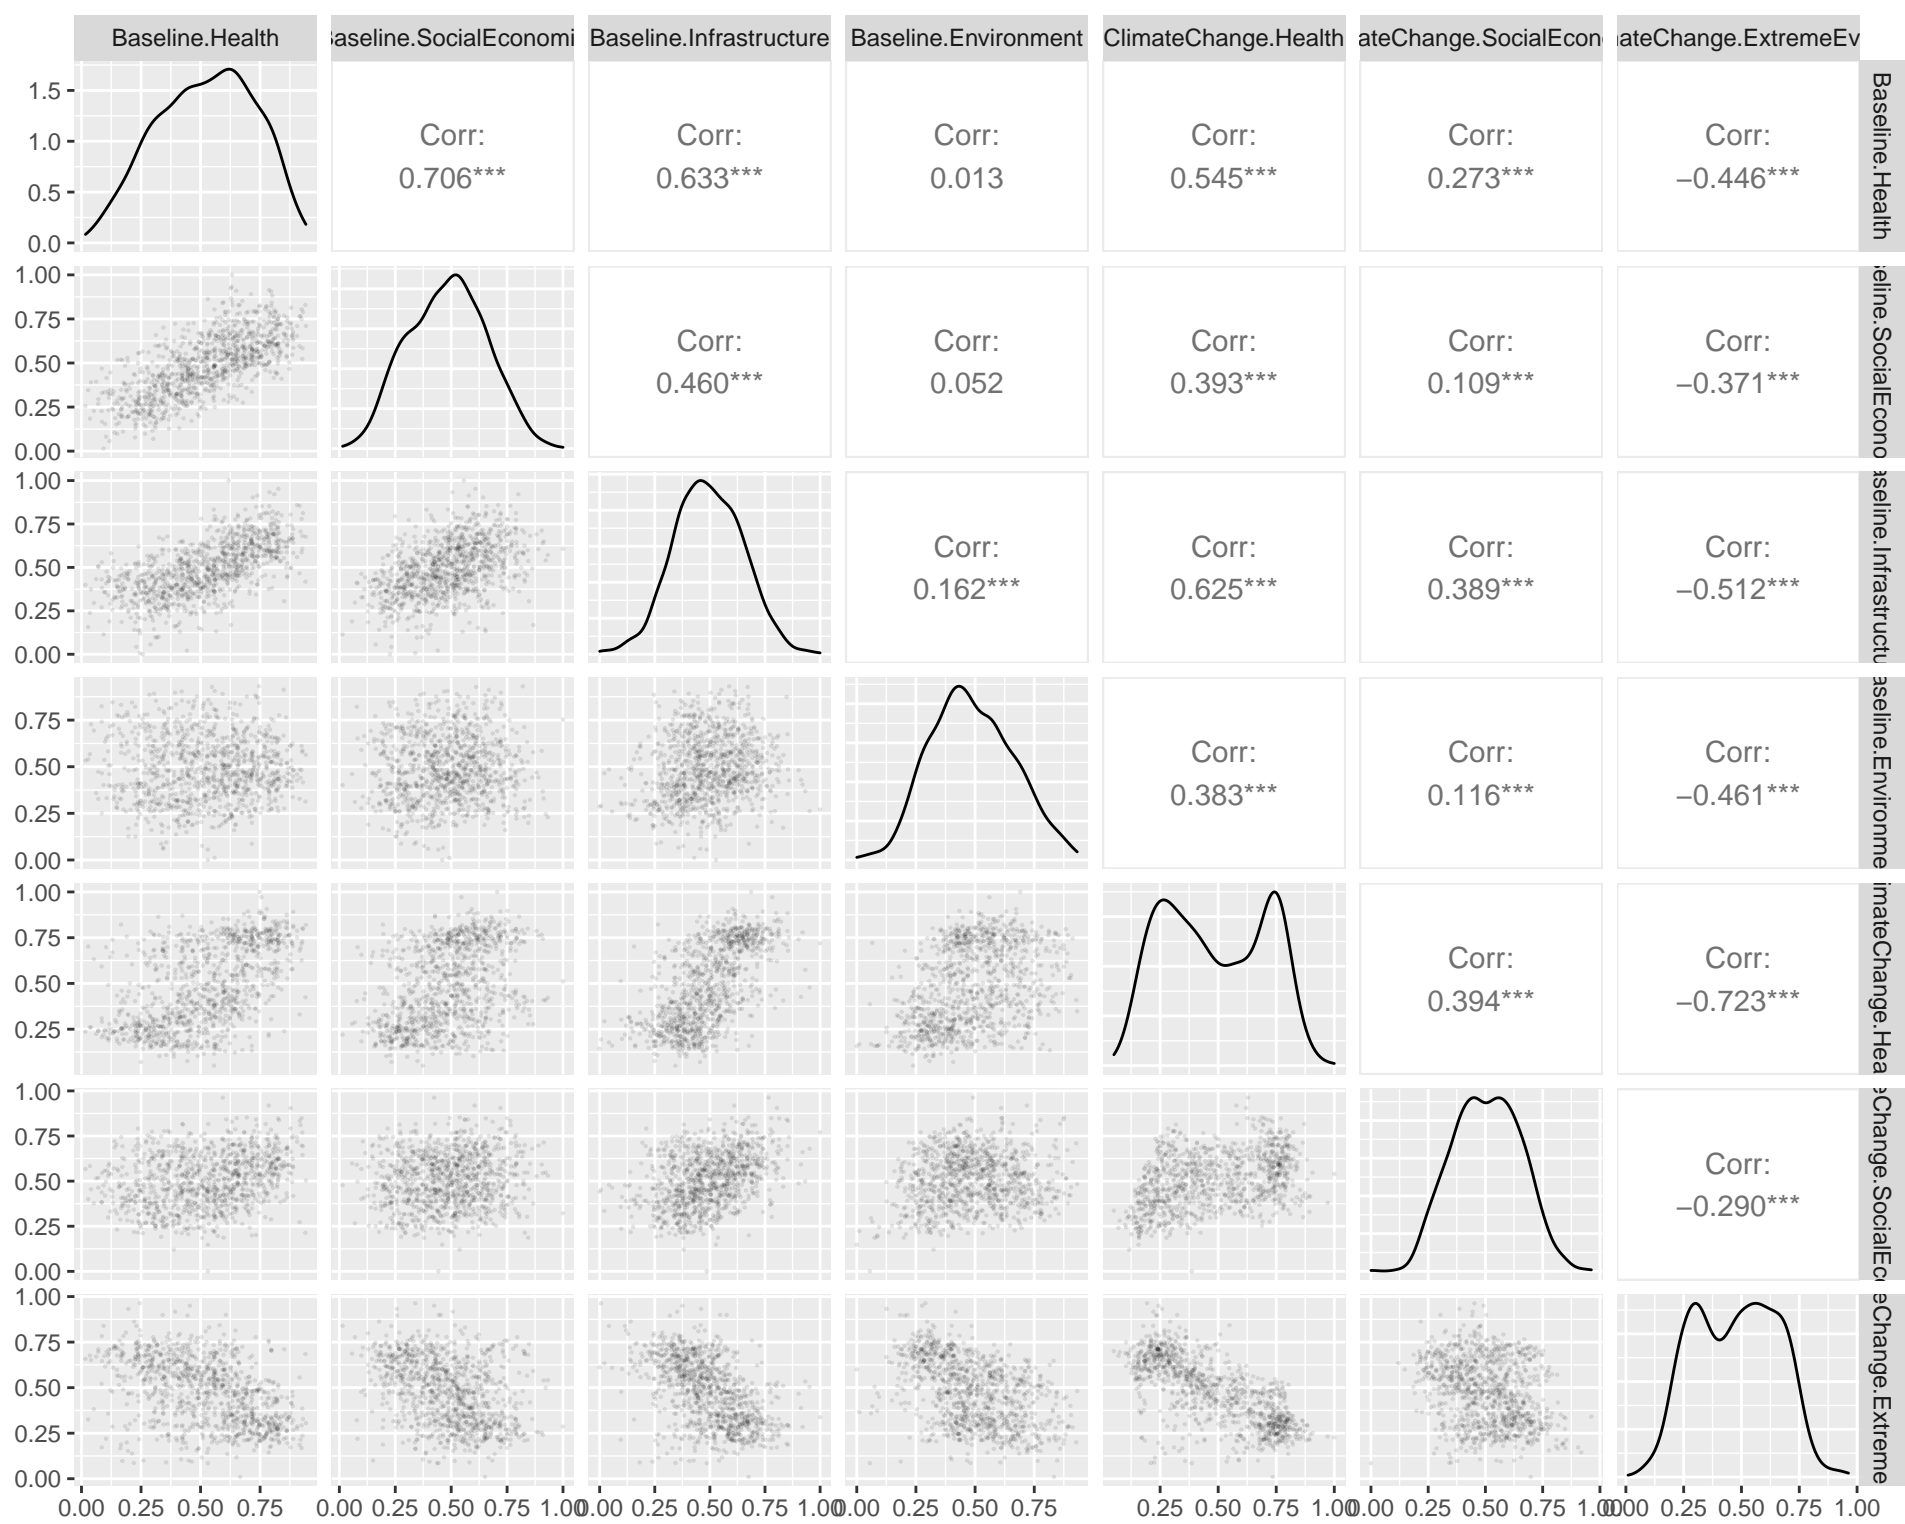 Baseline.Health
Baseline.SocialEconomi
Baseline.Infrastructure
Baseline.Environment
ClimateChange.Health
ateChange.SocialEcon
ateChange.ExtremeEv
1.5
1.0
0.5
0.0
Corr:
0.706***
Corr:
0.633***
Corr:
0.013
Corr:
0.545***
Corr:
0.273***
Corr:
−0.446***
Baseline.Health
1.00
0.75
0.50
0.25
0.00
Corr:
0.460***
Corr:
0.052
Corr:
0.393***
Corr:
0.109***
Corr:
−0.371***
eline.SocialEcono
1.00
0.75
0.50
0.25
0.00
Corr:
0.162***
Corr:
0.625***
Corr:
0.389***
Corr:
−0.512***
aseline.Infrastructu
0.75
0.50
0.25
0.00
Corr:
0.383***
Corr:
0.116***
Corr:
−0.461***
aseline.Environme
1.00
0.75
0.50
0.25
Corr:
0.394***
Corr:
−0.723***
imateChange.Hea
1.00
0.75
0.50
0.25
0.00
Corr:
−0.290***
eChange.SocialEco
1.00
0.75
0.50
0.25
0.00
eChange.Extreme
0.00 0.25 0.50 0.75
0.00 0.25 0.50 0.75 1.00
0.00 0.25 0.50 0.75 1.00
0.00 0.25 0.50 0.75
0.25 0.50 0.75 1.00
0.00 0.25 0.50 0.75 1.00
0.00 0.25 0.50 0.75 1.00